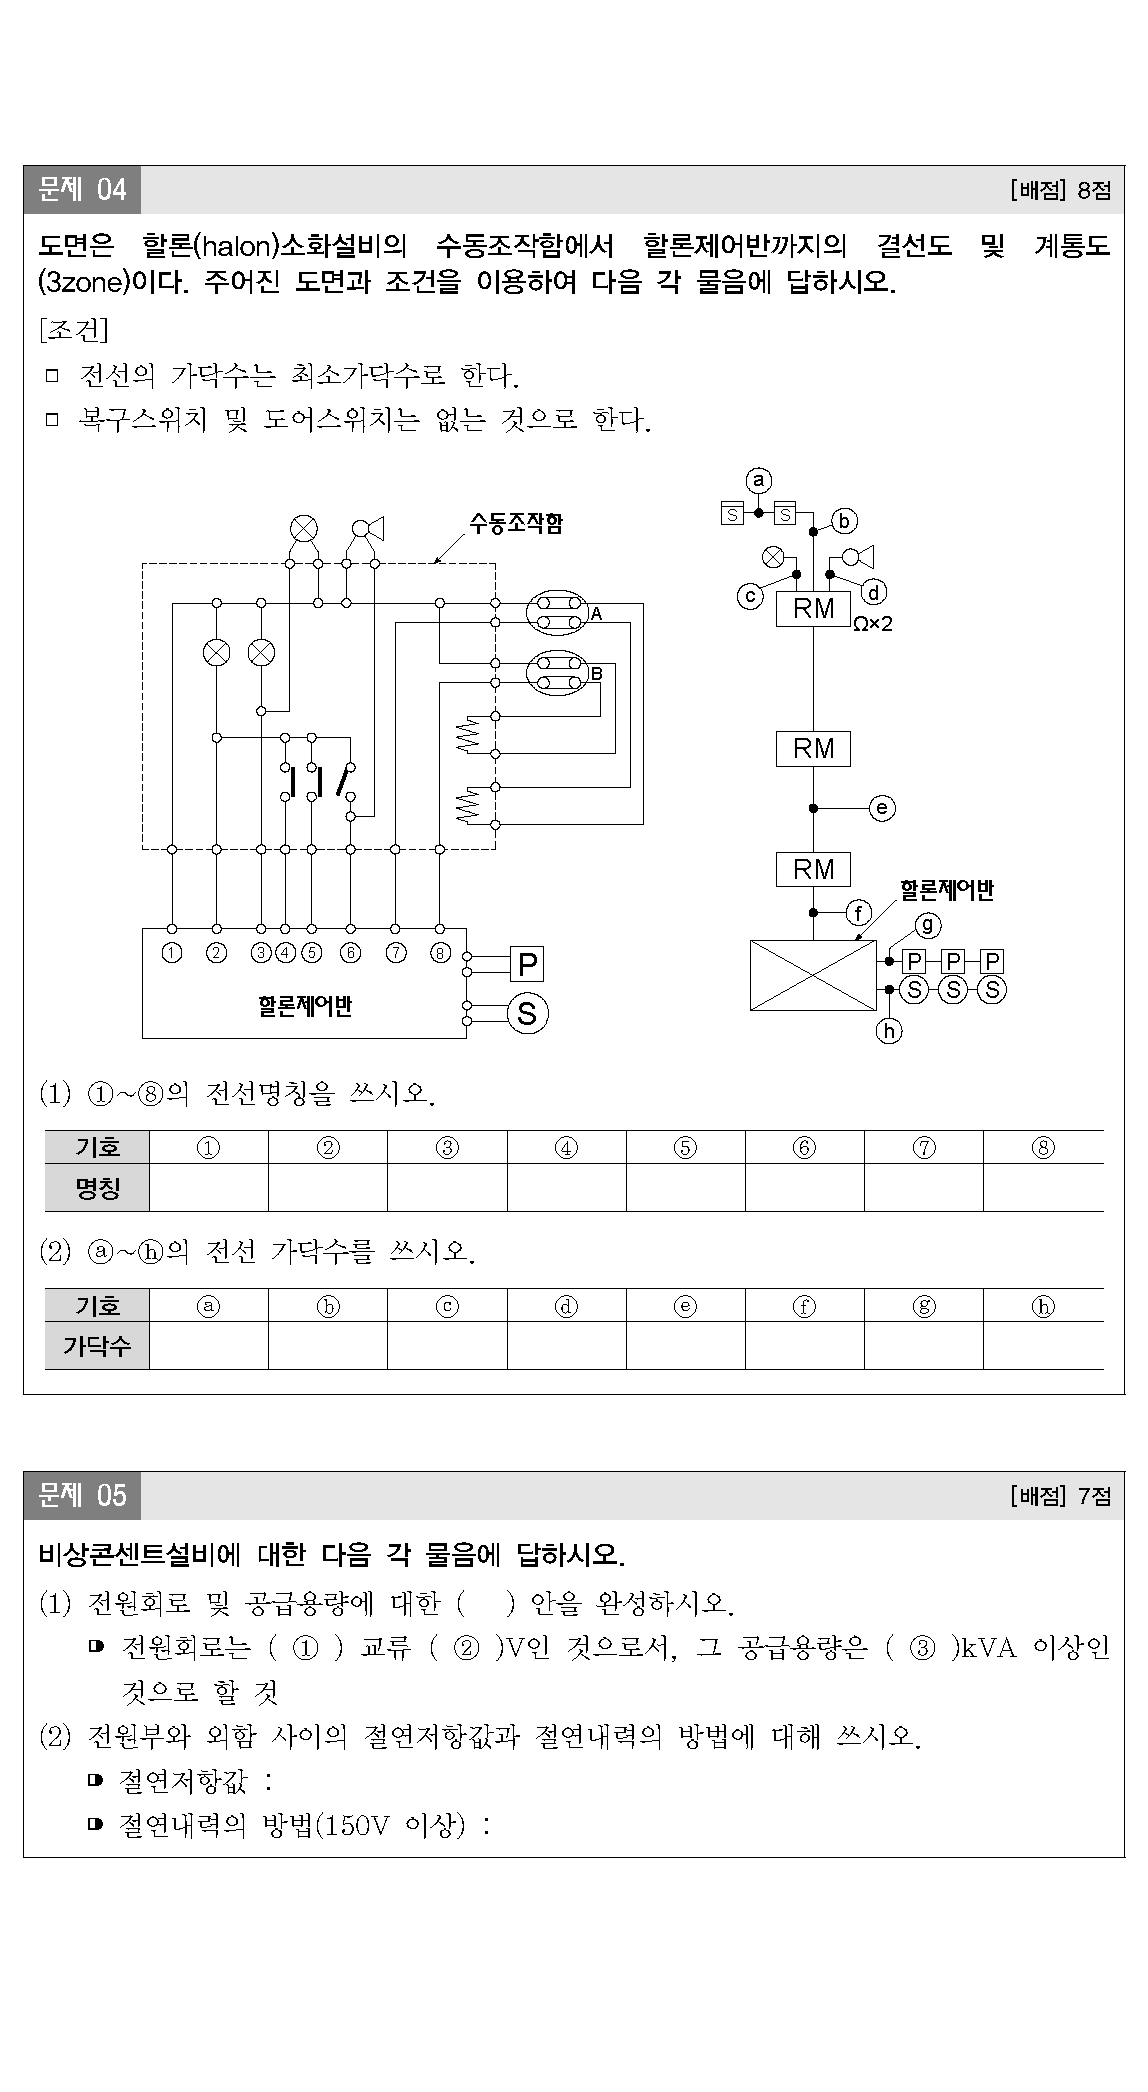 문제 04 [배점] 8점
도면은 할론(halon)소화설비의 수동조작함에서 할론제어반까지의 결선도 및 계통도
(3zone)이다. 주어진 도면과 조건을 이용하여 다음 각 물음에 답하시오.
[조건]
□ 전선의 가닥수는 최소가닥수로 한다.
□ 복구스위치 및 도어스위치는 없는 것으로 한다.
수동조작함
A
B
① ② ③ ④ ⑤ ⑥ ⑦ ⑧
할론제어반
P
S
ⓐ
S S
ⓑ
ⓒ ⓓ
RM
Ω×2
RM
ⓔ
RM
할론제어반
ⓕ
ⓖ
P P P
S S S
ⓗ
(1) ①~⑧의 전선명칭을 쓰시오.
기호 ① ② ③ ④ ⑤ ⑥ ⑦ ⑧
명칭
(2) ⓐ~ⓗ의 전선 가닥수를 쓰시오.
기호 ⓐ ⓑ ⓒ ⓓ ⓔ ⓕ ⓖ ⓗ
가닥수
문제 05 [배점] 7점
비상콘센트설비에 대한 다음 각 물음에 답하시오.
(1) 전원회로 및 공급용량에 대한 ( ) 안을 완성하시오.
전원회로는 ( ① ) 교류 ( ② )V인 것으로서, 그 공급용량은 ( ③ )kVA 이상인
것으로 할 것
(2) 전원부와 외함 사이의 절연저항값과 절연내력의 방법에 대해 쓰시오.
절연저항값 :
절연내력의 방법(150V 이상) :